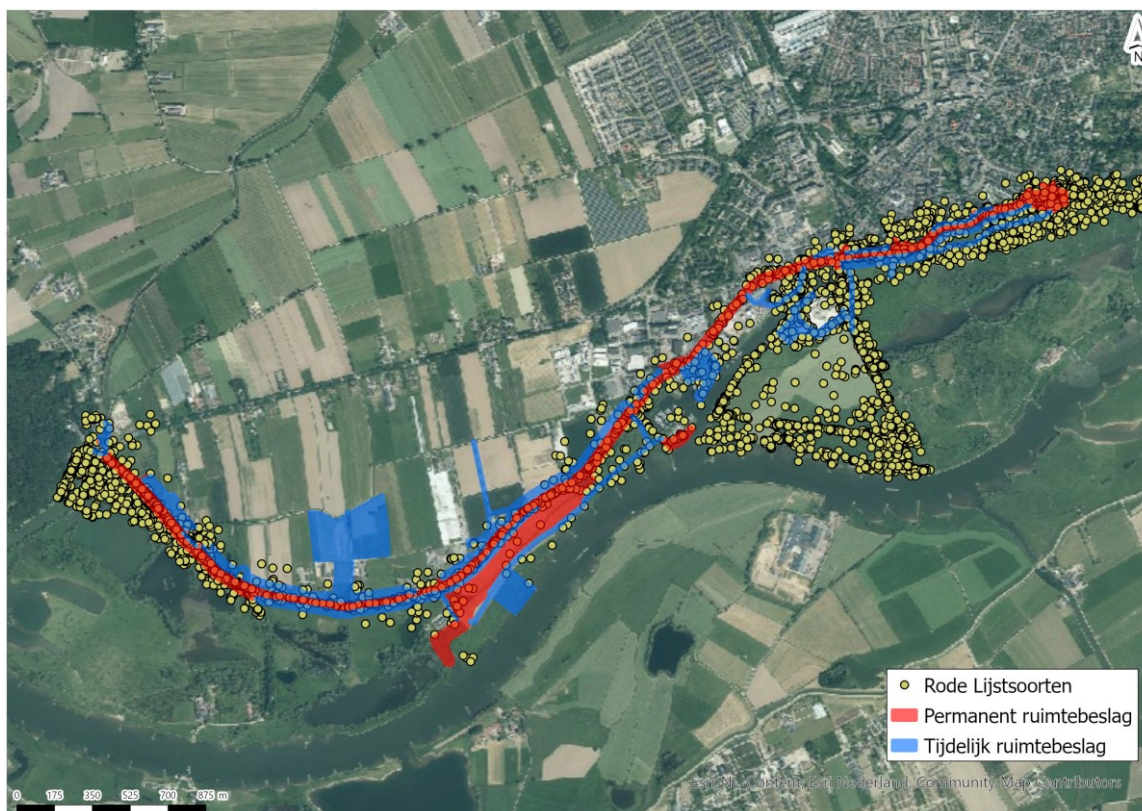 N
Rode Lijstsoorten
Permanent ruimtebeslag
Tijdelijk ruimtebeslag
Esri NL, Content, Esri Nederland, Community Map Contributors
0 175 350 525 700 875 m